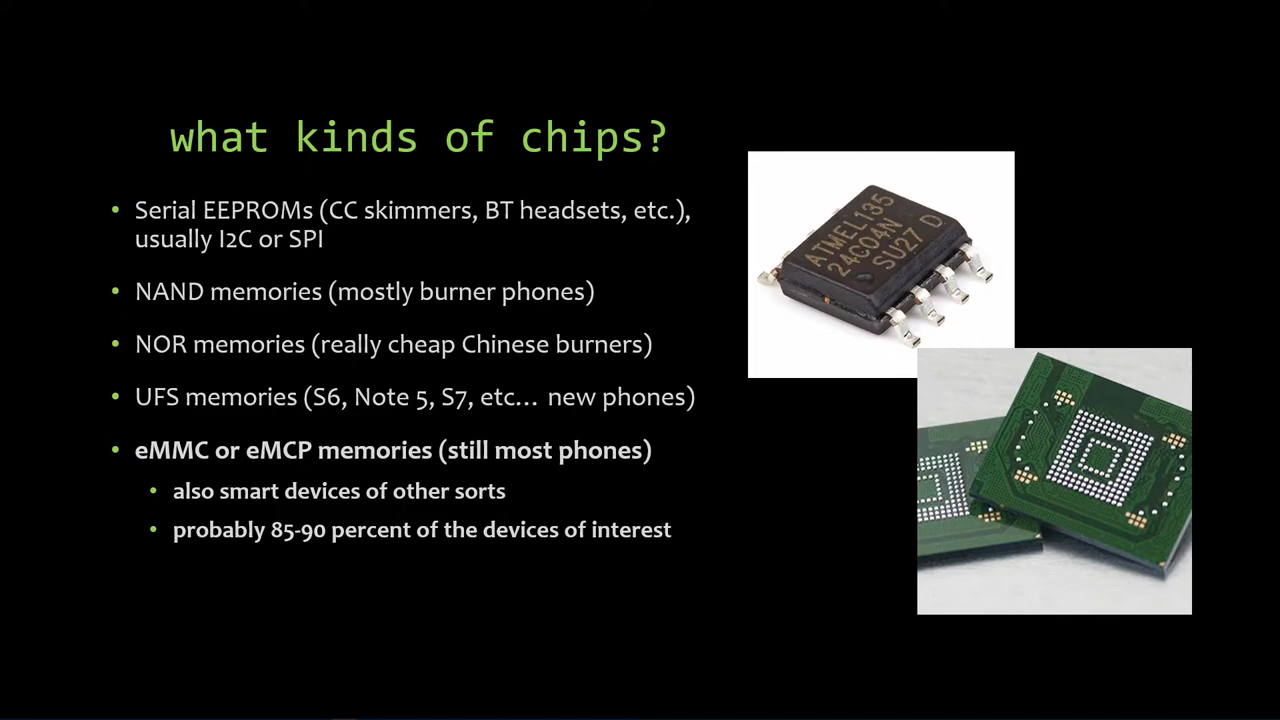 what kinds of chips?
• Serial EEPROMs (CC skimmers, BT headsets, etc.),
usually I2C or SPI
• NAND memories (mostly burner phones)
• NOR memories (really cheap Chinese burners)
• UFS memories (S6, Note 5, S7, etc… new phones)
• eMMC or eMCP memories (still most phones)
• also smart devices of other sorts
• probably 85-90 percent of the devices of interest
ATMEL135
24C04N
SU27 D